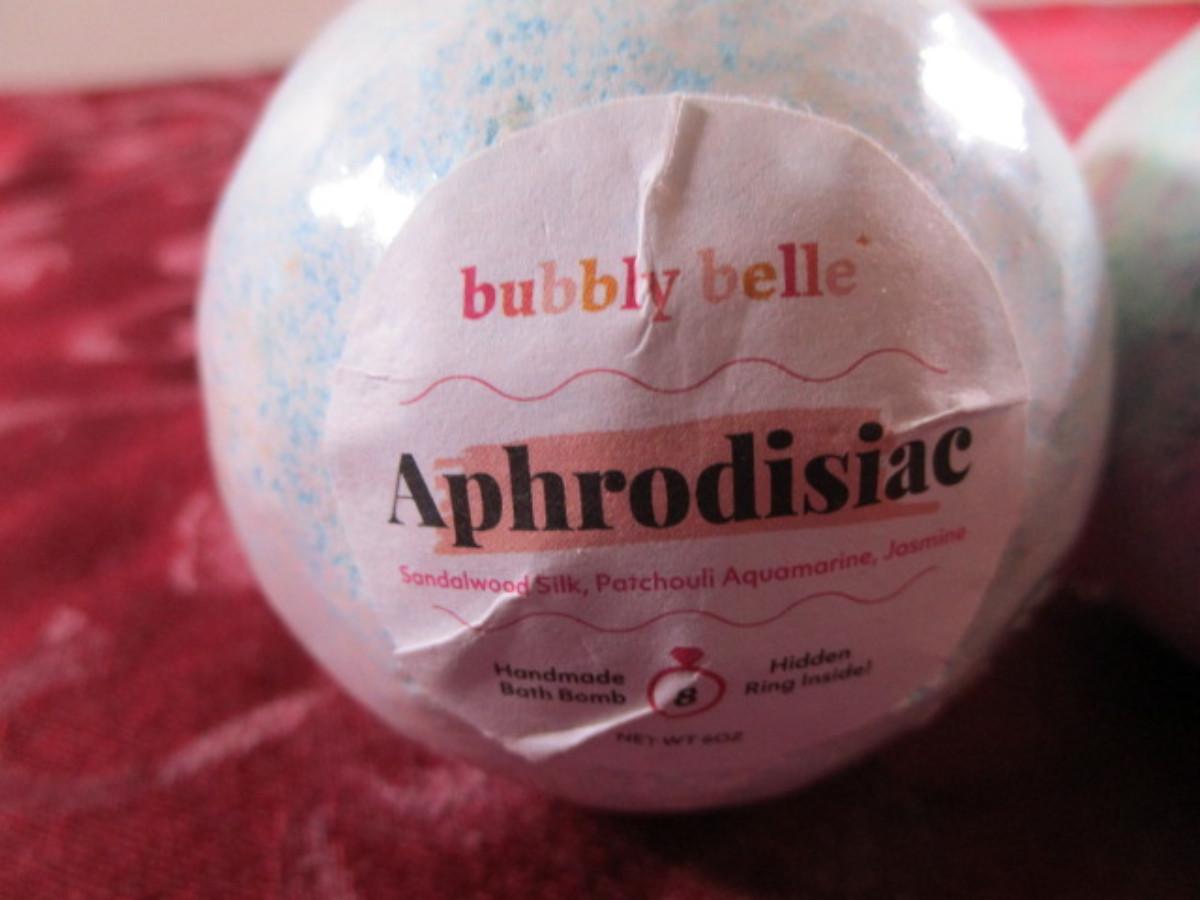 bubbly belle
Aphrodisiac
Sandalwood Silk, Patchouli Aquamarine, Jasmine
Handmade
Bath Bomb
8
Hidden
Ring Inside!
NET WT 6OZ